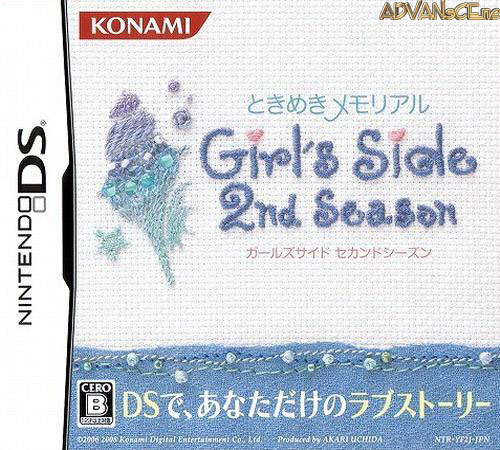 KONAMI
ADVANsCEne
NINTENDO DS
ときめきメモリアル
Girl's Side
2nd Season
ガールズサイド セカンドシーズン
CERO
B
DSで、あなただけのラブストーリー
©2006 2008 Konami Digital Entertainment Co., Ltd. Produced by AKARI UCHIDA
NTR-YF2J-JPN